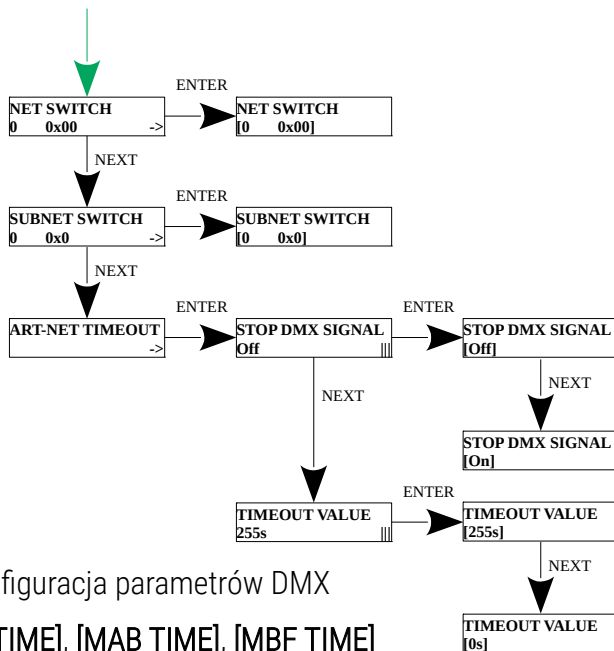 ENTER
NET SWITCH
0 0x00 ->
NET SWITCH
[0 0x00]
NEXT
ENTER
SUBNET SWITCH
0 0x0 ->
SUBNET SWITCH
[0 0x0]
NEXT
ENTER
ENTER
ART-NET TIMEOUT
->
STOP DMX SIGNAL
Off |||
STOP DMX SIGNAL
[Off]
NEXT
NEXT
STOP DMX SIGNAL
[On]
ENTER
TIMEOUT VALUE
255s |||
TIMEOUT VALUE
[255s]
NEXT
figuracja parametrów DMX
TIME], [MAB TIME], [MBF TIME]
TIMEOUT VALUE
[0s]